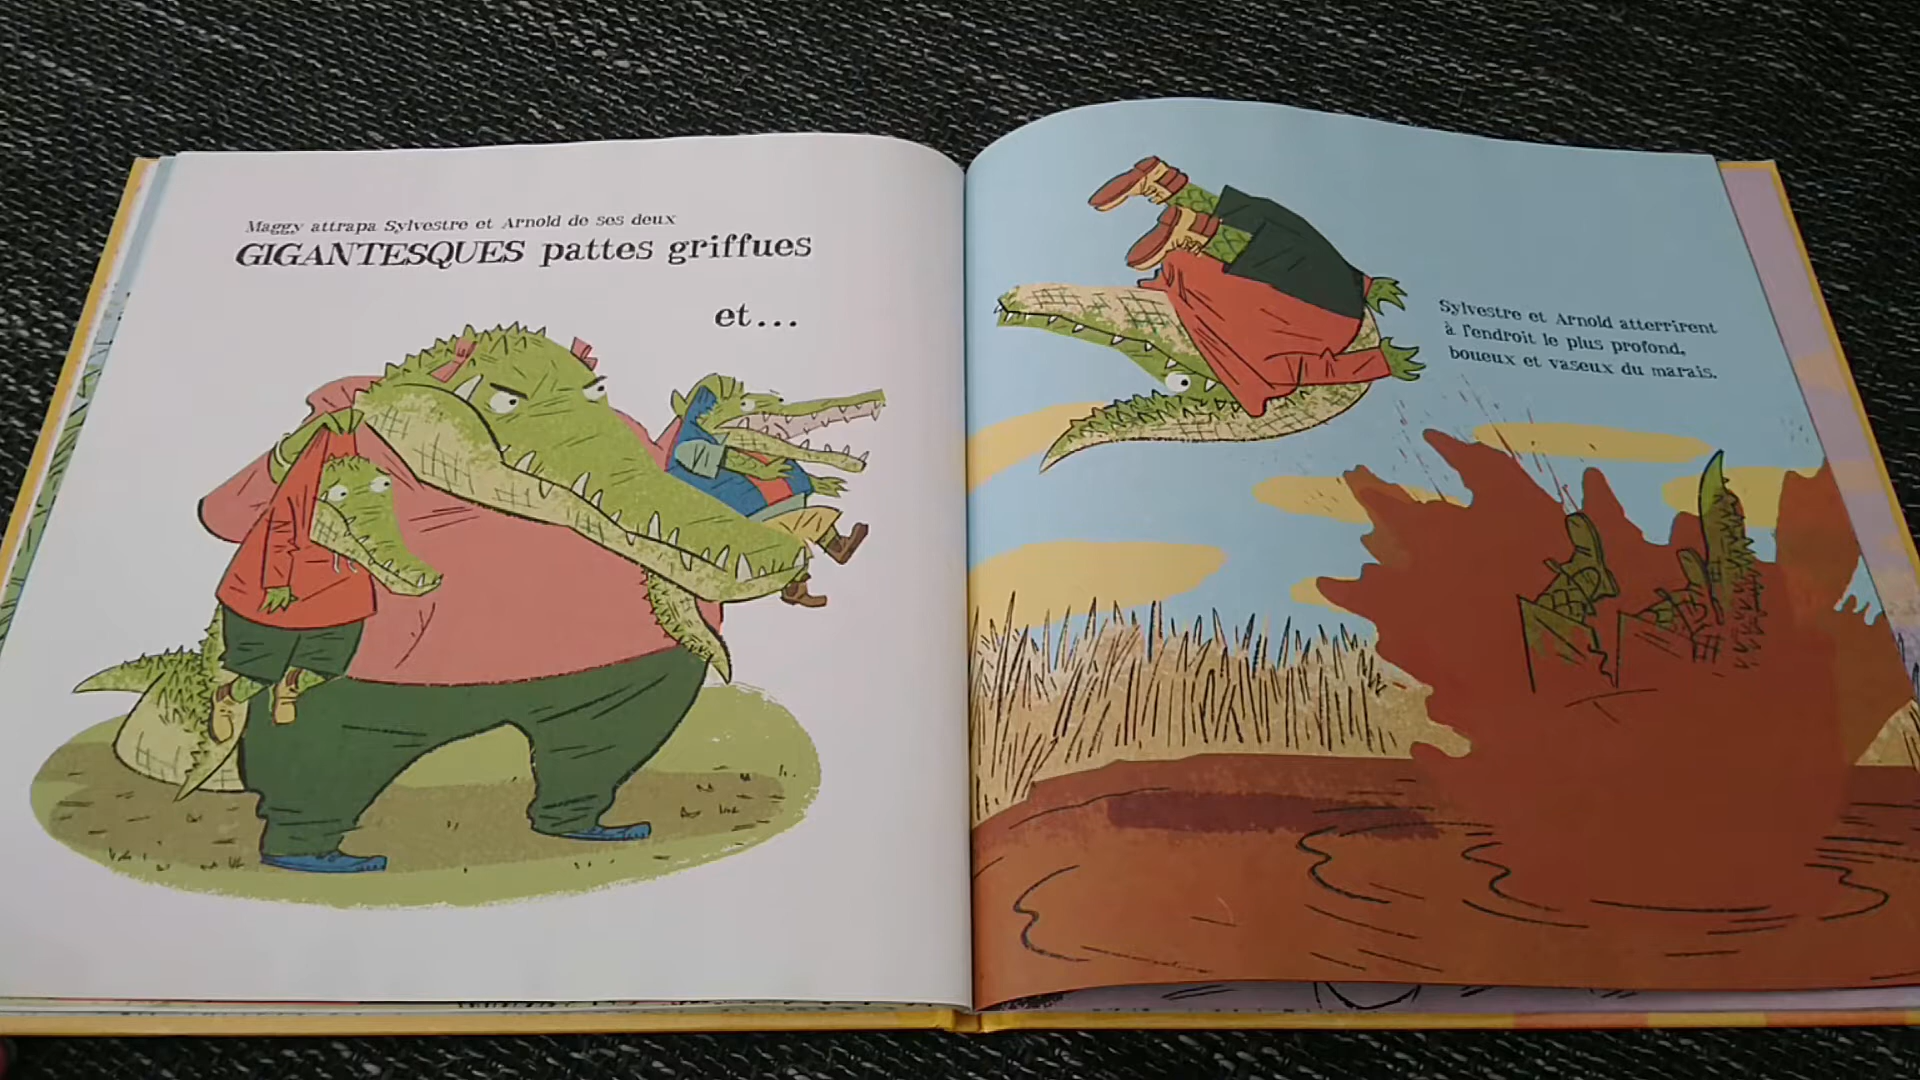 Maggy attrapa Sylvestre et Arnold de ses deux
GIGANTESQUES pattes griffues
et...
Sylvestre et Arnold atterrirent
à l'endroit le plus profond,
boueux et vaseux du marais.